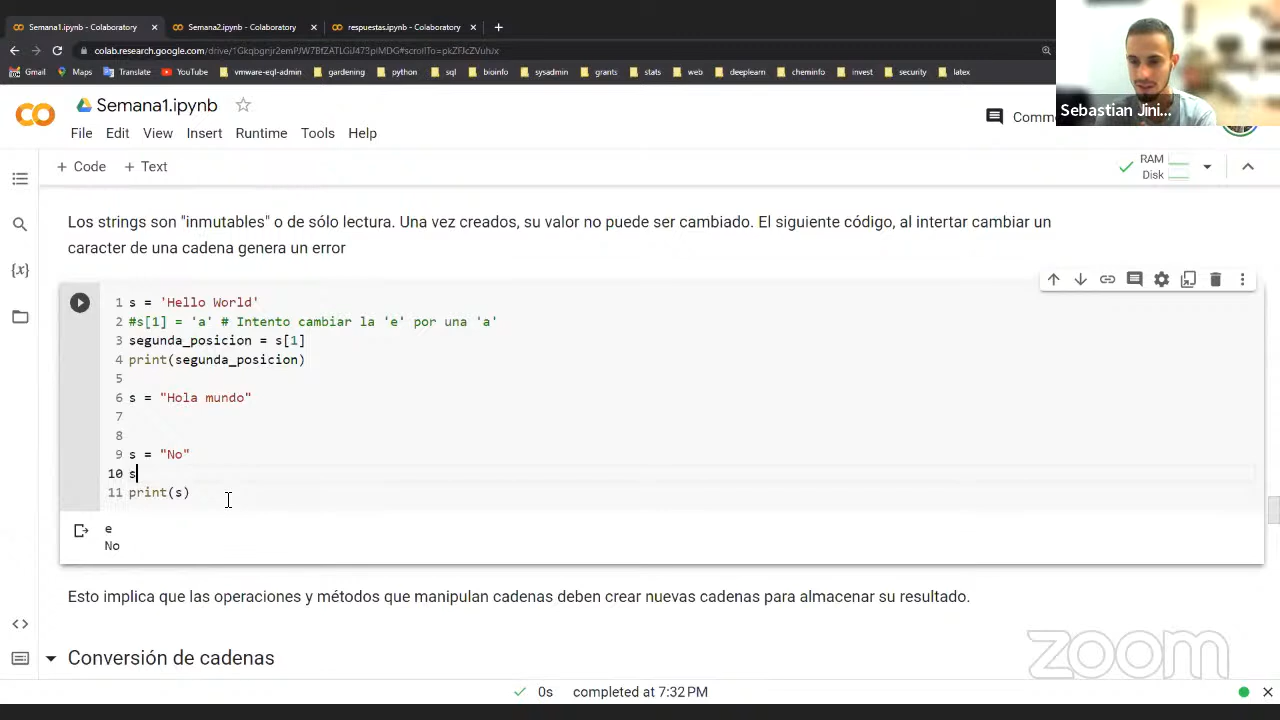 Semana1.ipynb - Colaboratory
Semana2.ipynb - Colaboratory
respuestas.ipynb - Colaboratory
Gmail Maps Translate YouTube vmware-eql-admin gardening python sql bioinfo sysadmin grants stats web deeplearn cheminfo invest security latex
Sebastian Jini...
Semana1.ipynb
Comme
File Edit View Insert Runtime Tools Help
+ Code + Text
RAM
Disk
Los strings son "inmutables" o de sólo lectura. Una vez creados, su valor no puede ser cambiado. El siguiente código, al intertar cambiar un
caracter de una cadena genera un error
1 s = 'Hello World'
2 #s[1] = 'a' # Intento cambiar la 'e' por una 'a'
3 segunda_posicion = s[1]
4 print(segunda_posicion)
5
6 s = "Hola mundo"
7
8
9 s = "No"
10 s
11 print(s)
e
No
Esto implica que las operaciones y métodos que manipulan cadenas deben crear nuevas cadenas para almacenar su resultado.
Conversión de cadenas
zoom
0s completed at 7:32 PM